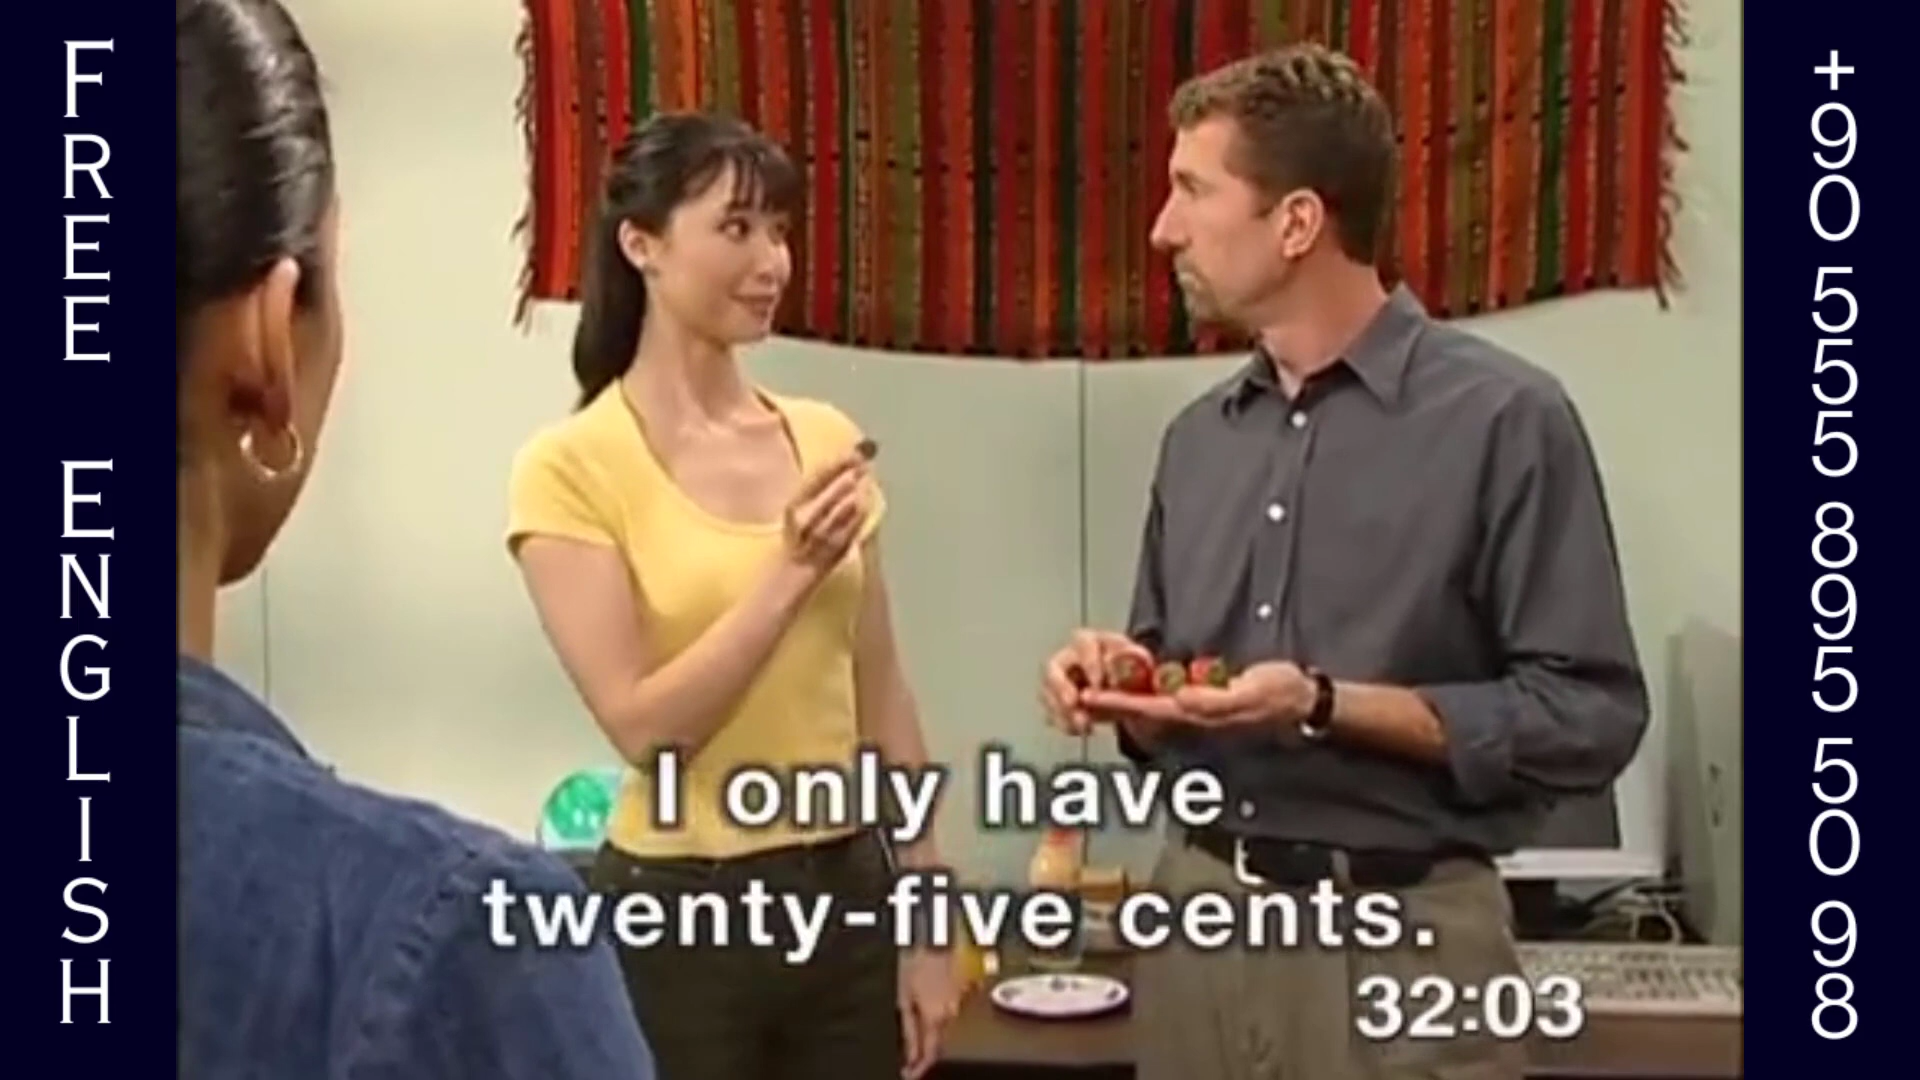 FREE ENGLISH
I only have
twenty-five cents.
32:03
+90 555 895 50 98